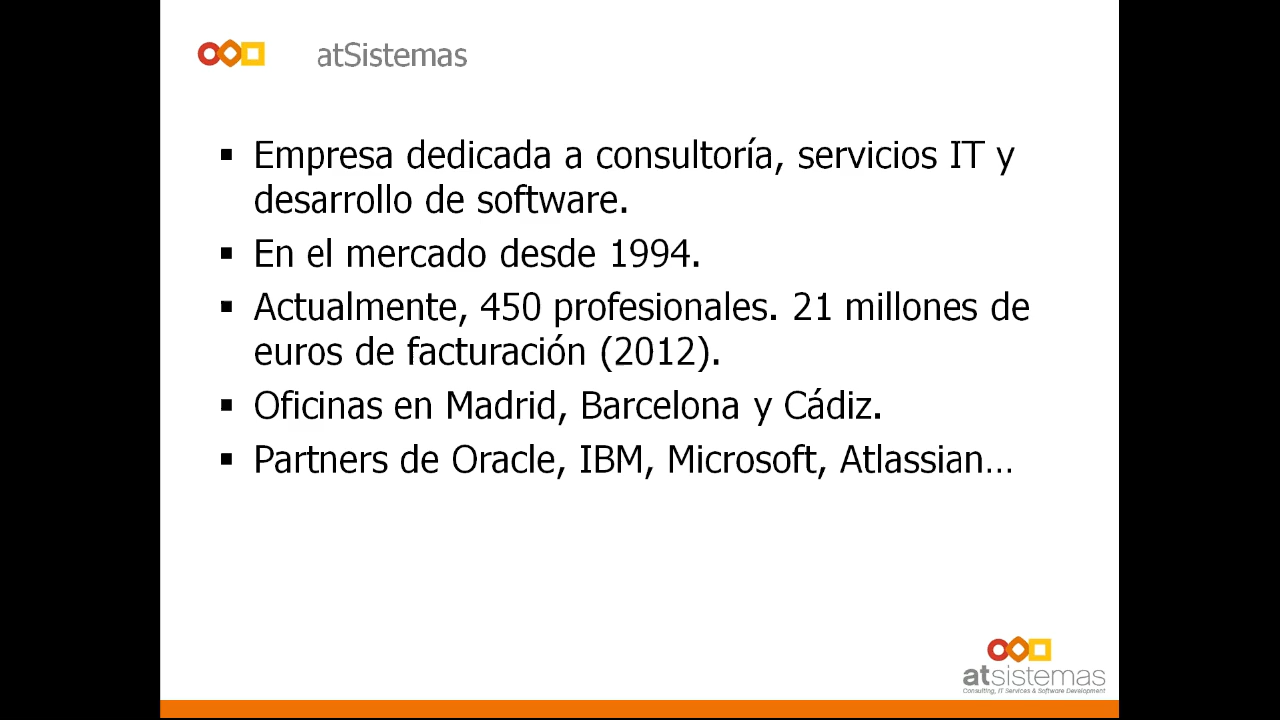 atSistemas
▪ Empresa dedicada a consultoría, servicios IT y
desarrollo de software.
▪ En el mercado desde 1994.
▪ Actualmente, 450 profesionales. 21 millones de
euros de facturación (2012).
▪ Oficinas en Madrid, Barcelona y Cádiz.
▪ Partners de Oracle, IBM, Microsoft, Atlassian...
atsistemas
Consulting, IT Services & Software Development